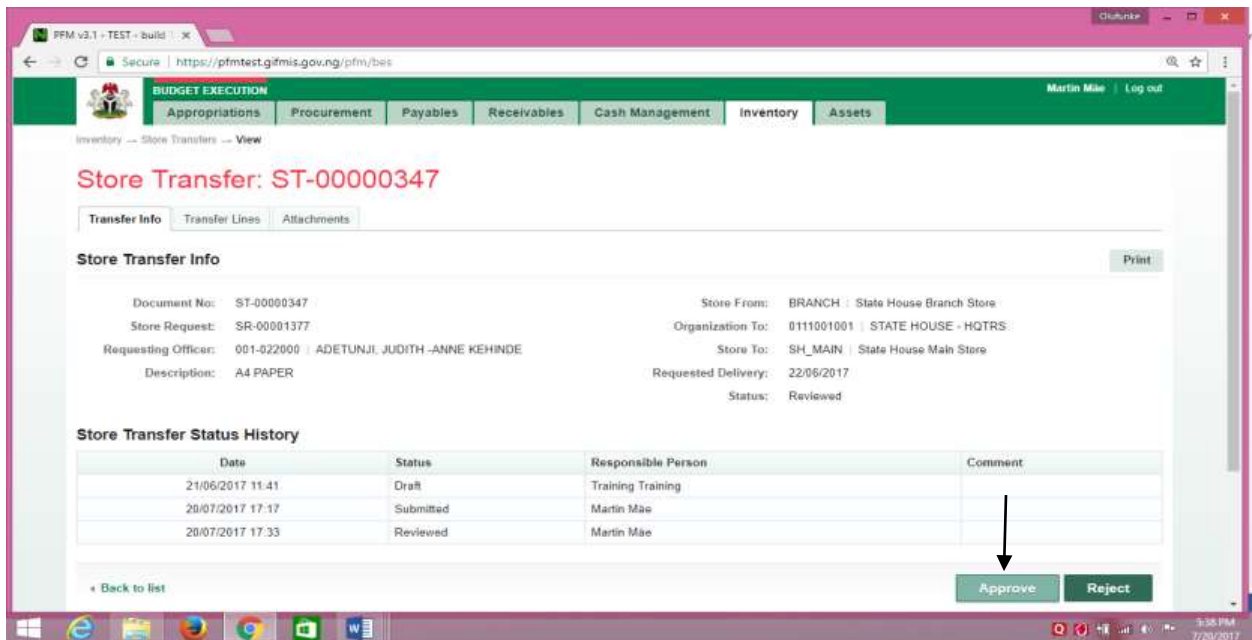 Olufunke
PFM v3.1 - TEST - build
Secure https://pfmtest.gifmis.gov.ng/pfm/bes
BUDGET EXECUTION
Martin Mäe | Log out
Appropriations Procurement Payables Receivables Cash Management Inventory Assets
Inventory → Store Transfers → View
Store Transfer: ST-00000347
Transfer Info Transfer Lines Attachments
Store Transfer Info
Print
Document No: ST-00000347
Store Request: SR-00001377
Requesting Officer: 001-022000 | ADETUNJI, JUDITH -ANNE KEHINDE
Description: A4 PAPER
Store From: BRANCH | State House Branch Store
Organization To: 0111001001 | STATE HOUSE - HQTRS
Store To: SH_MAIN | State House Main Store
Requested Delivery: 22/06/2017
Status: Reviewed
Store Transfer Status History
Date Status Responsible Person Comment
21/06/2017 11:41 Draft Training Training
20/07/2017 17:17 Submitted Martin Mäe
20/07/2017 17:33 Reviewed Martin Mäe
« Back to list
Approve Reject
5:38 PM
7/20/2017